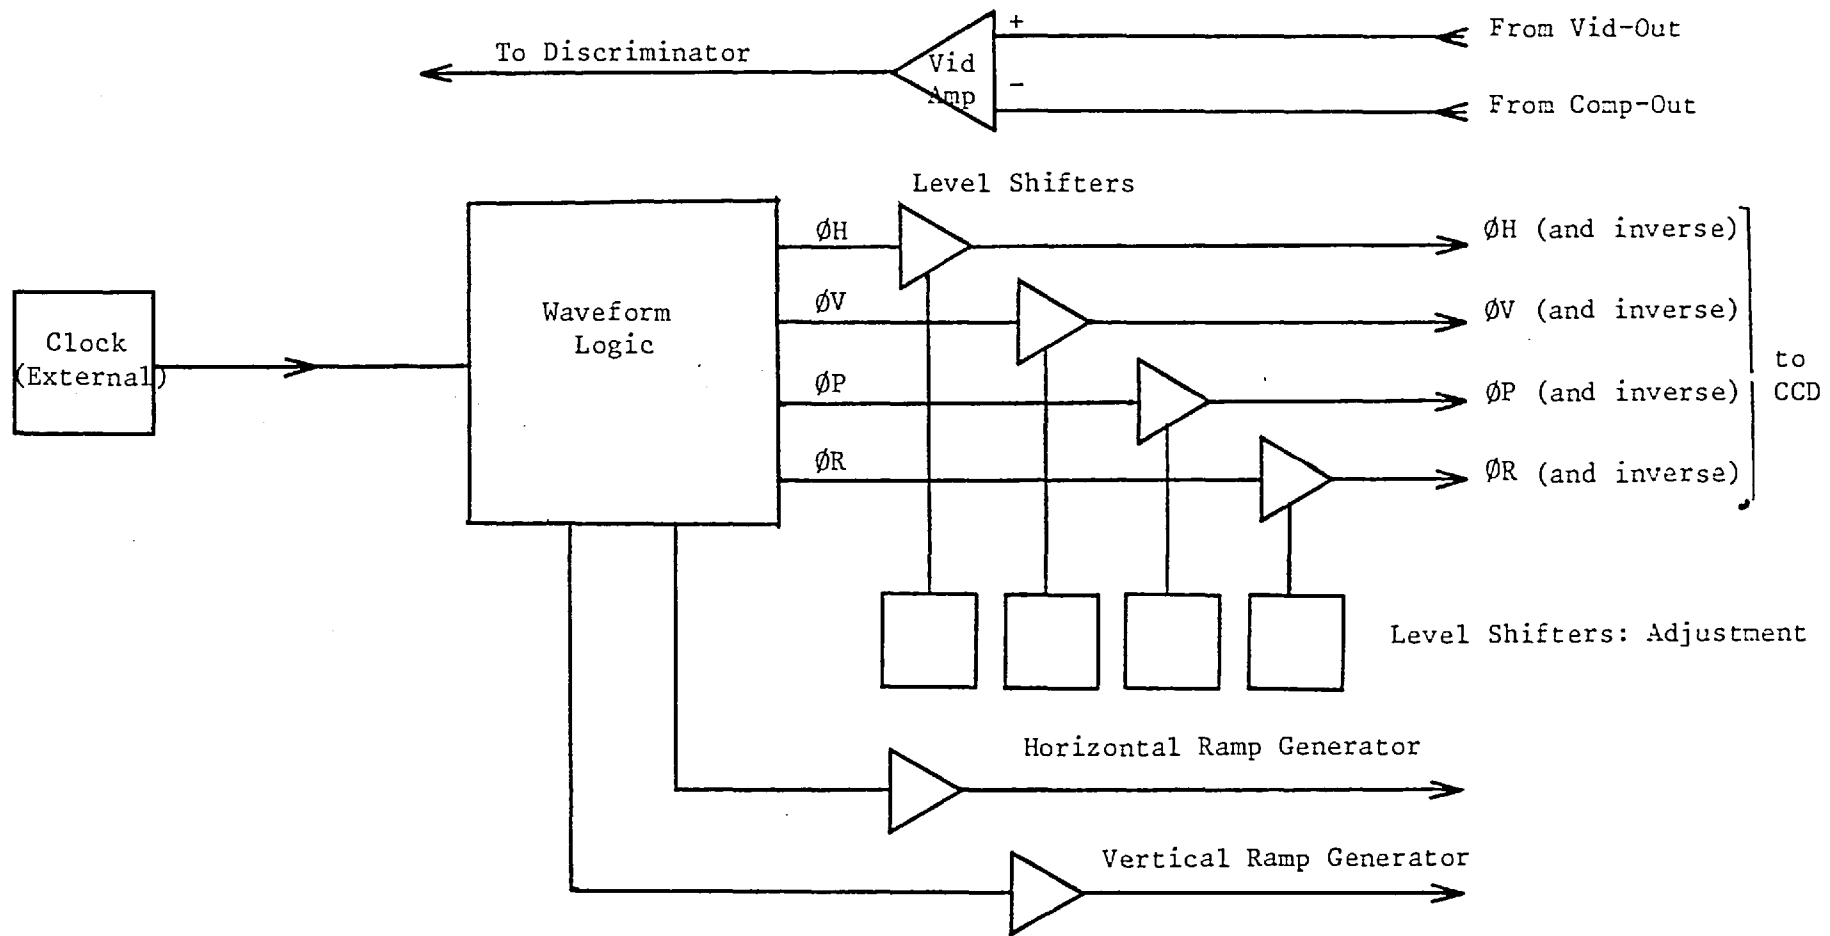 To Discriminator
Vid
Amp
+
-
From Vid-Out
From Comp-Out
Level Shifters
Clock
(External)
Waveform
Logic
ØH
ØV
ØP
ØR
ØH (and inverse)
ØV (and inverse)
ØP (and inverse)
ØR (and inverse)
to
CCD
Level Shifters: Adjustment
Horizontal Ramp Generator
Vertical Ramp Generator